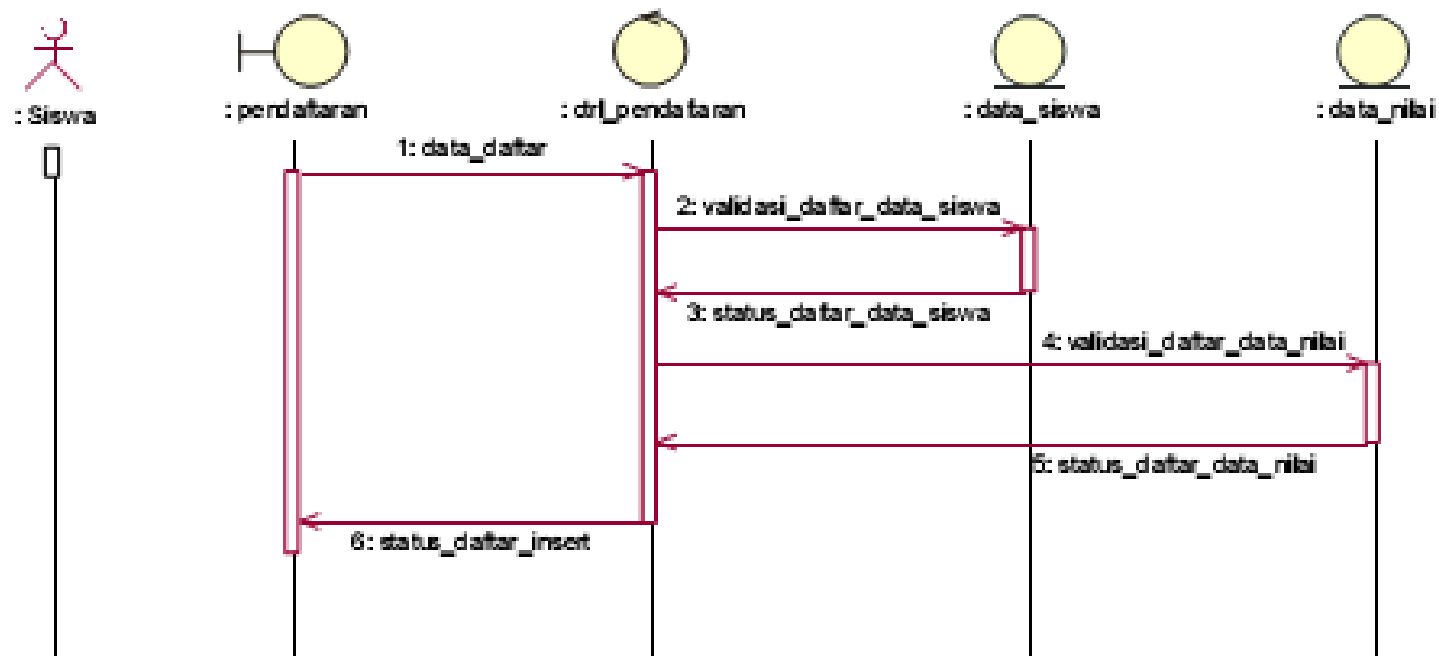 : Siswa
: pendaftaran
: ctrl_pendaftaran
: data_siswa
: data_nilai
1: data_daftar
2: validasi_daftar_data_siswa
3: status_daftar_data_siswa
4: validasi_daftar_data_nilai
5: status_daftar_data_nilai
6: status_daftar_insert